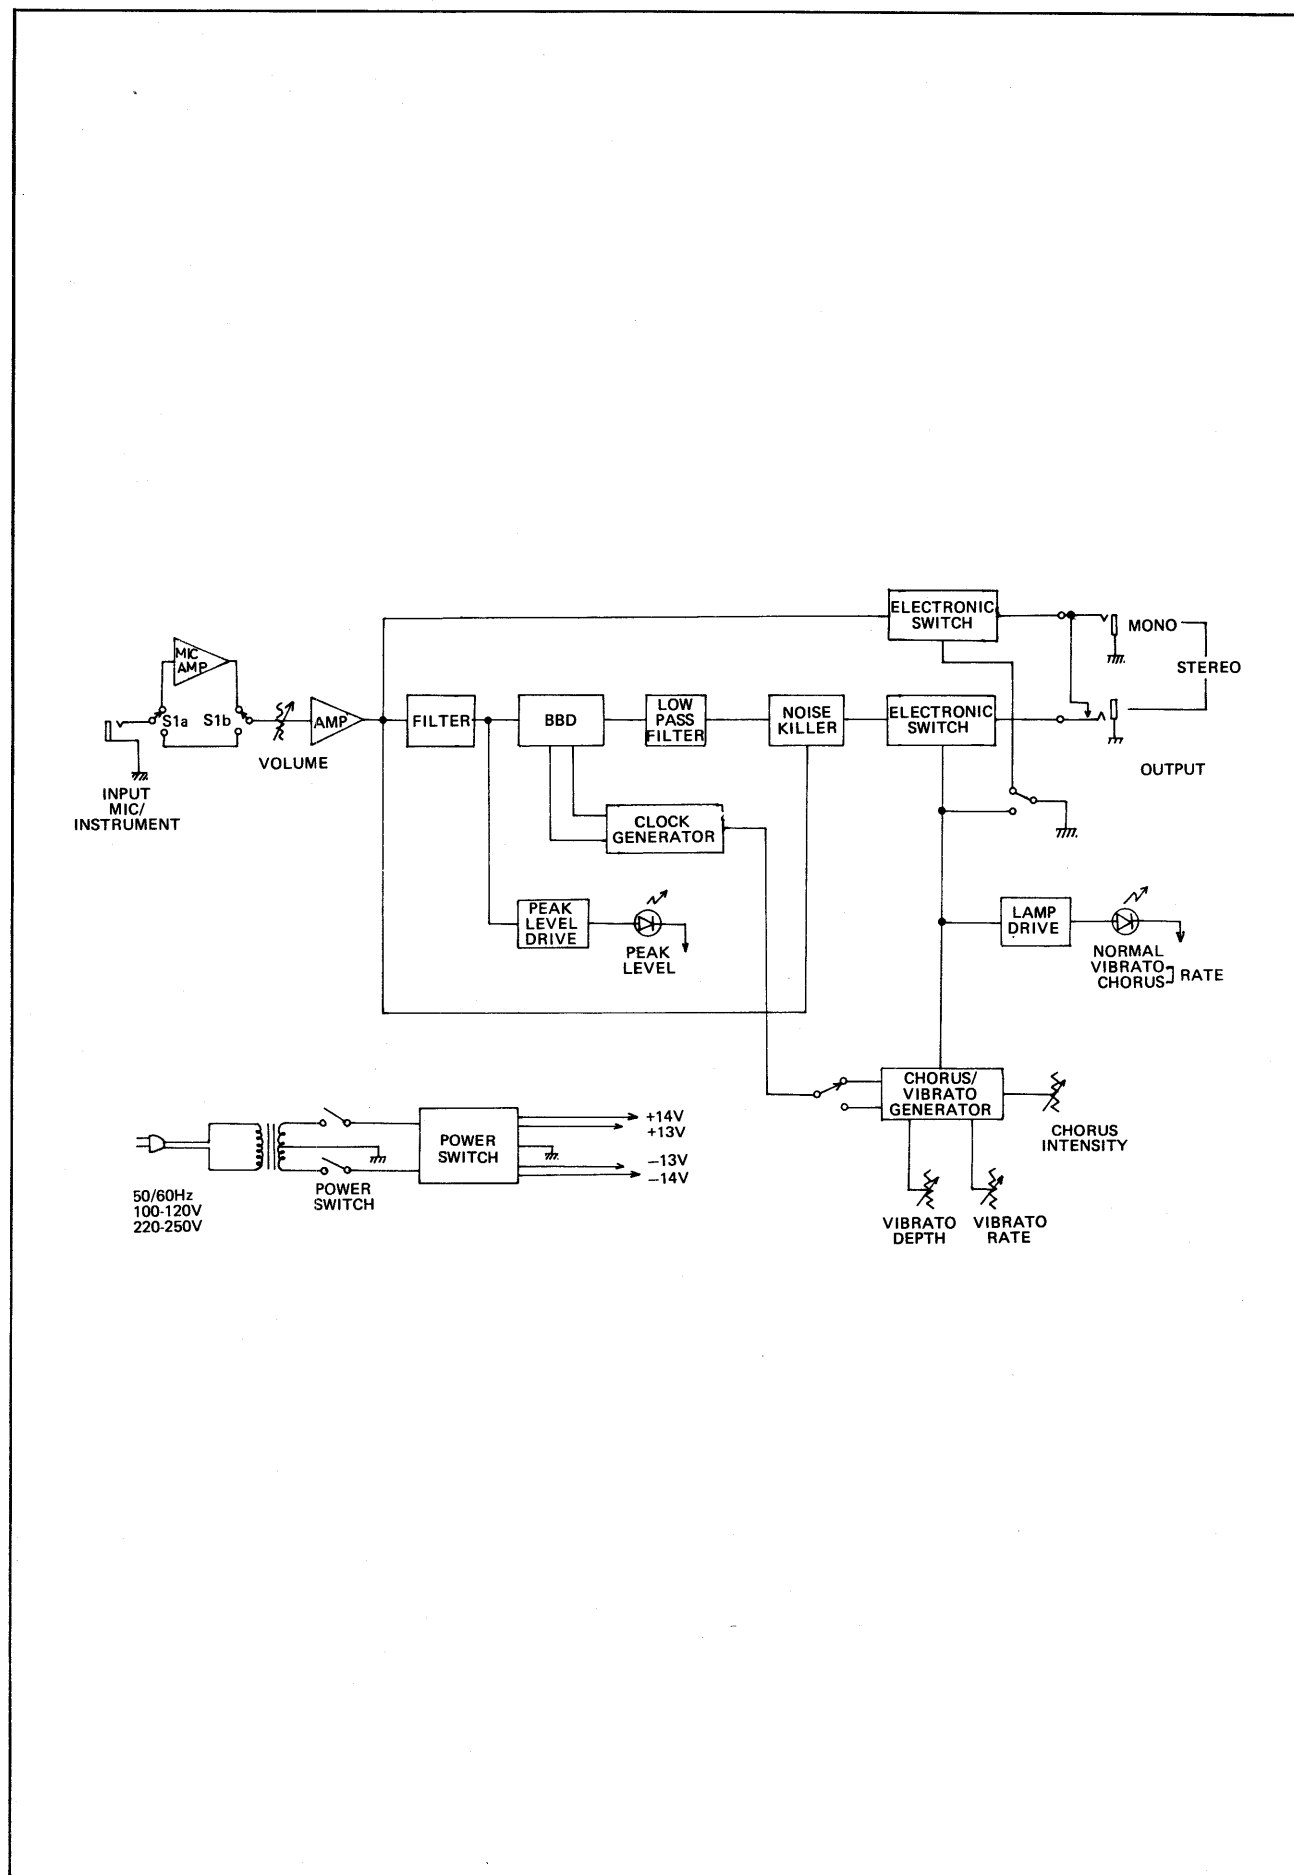 ELECTRONIC
SWITCH
MONO
STEREO
MIC
AMP
S1a
S1b
AMP
FILTER
BBD
LOW
PASS
FILTER
NOISE
KILLER
ELECTRONIC
SWITCH
VOLUME
OUTPUT
INPUT
MIC/
INSTRUMENT
CLOCK
GENERATOR
PEAK
LEVEL
DRIVE
PEAK
LEVEL
LAMP
DRIVE
NORMAL
VIBRATO
CHORUS
RATE
CHORUS/
VIBRATO
GENERATOR
CHORUS
INTENSITY
VIBRATO
DEPTH
VIBRATO
RATE
POWER
SWITCH
+14V
+13V
–13V
–14V
POWER
SWITCH
50/60Hz
100-120V
220-250V